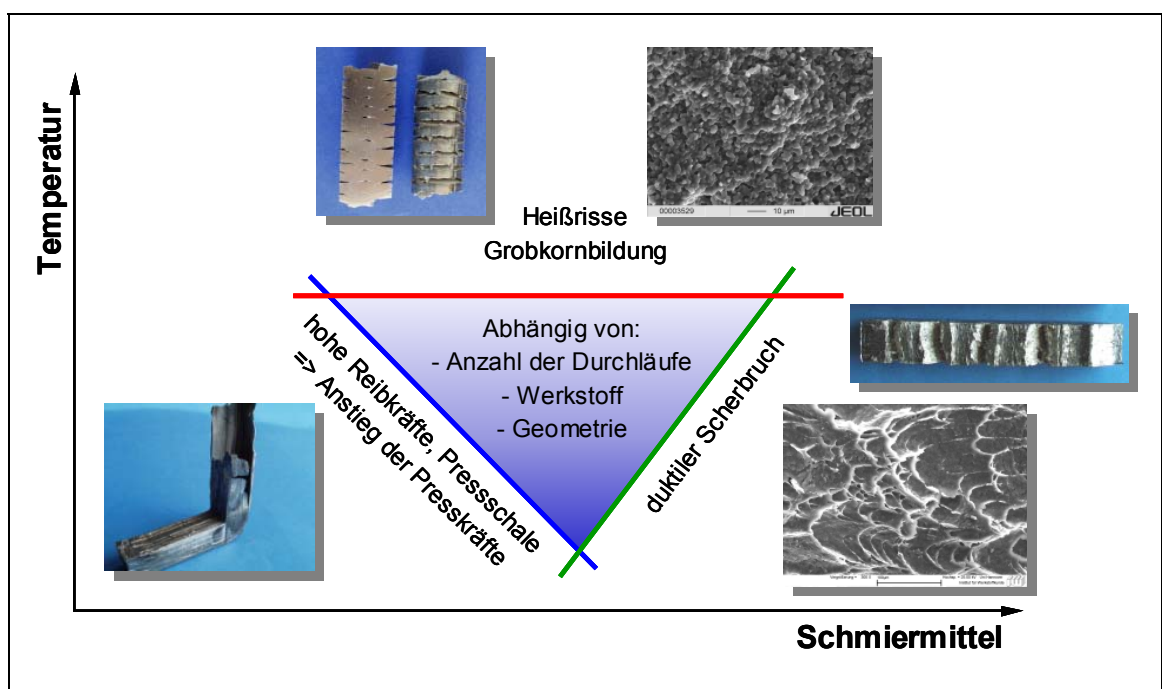 Temperatur
00003529 10 µm JEOL
Heißrisse
Grobkornbildung
Abhängig von:
- Anzahl der Durchläufe
- Werkstoff
- Geometrie
hohe Reibkräfte, Pressschale
=> Anstieg der Presskräfte
duktiler Scherbruch
Schmiermittel